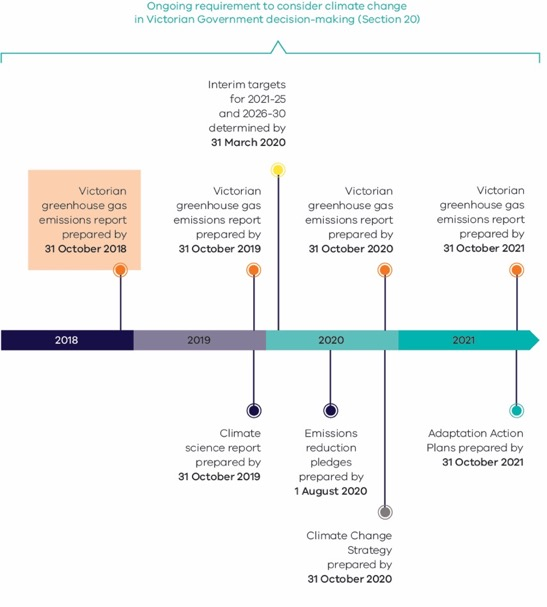 Ongoing requirement to consider climate change
in Victorian Government decision-making (Section 20)
Interim targets
for 2021-25
and 2026-30
determined by
31 March 2020
Victorian
greenhouse gas
emissions report
prepared by
31 October 2018
Victorian
greenhouse gas
emissions report
prepared by
31 October 2019
Victorian
greenhouse gas
emissions report
prepared by
31 October 2020
Victorian
greenhouse gas
emissions report
prepared by
31 October 2021
2018
2019
2020
2021
Climate
science report
prepared by
31 October 2019
Emissions
reduction
pledges
prepared by
1 August 2020
Adaptation Action
Plans prepared by
31 October 2021
Climate Change
Strategy
prepared by
31 October 2020